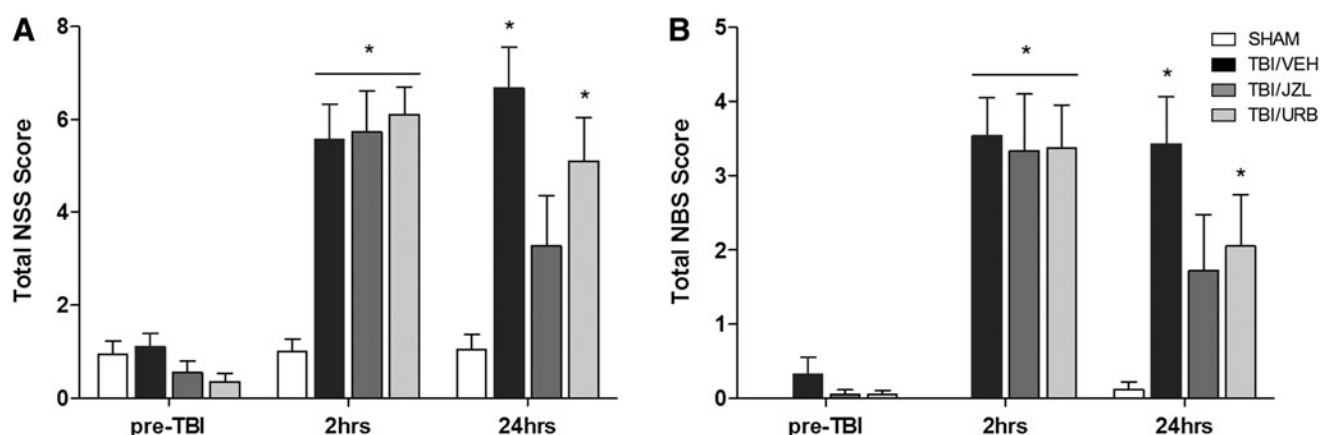 A
Total NSS Score
8
6
4
2
0
pre-TBI
2hrs
24hrs
*
*
*
B
Total NBS Score
5
4
3
2
1
0
pre-TBI
2hrs
24hrs
*
*
*
SHAM
TBI/VEH
TBI/JZL
TBI/URB